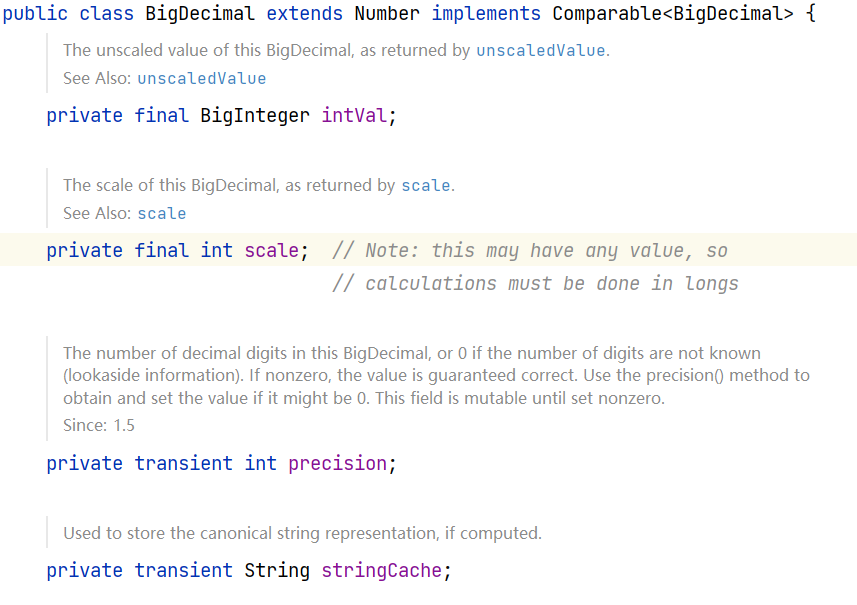 public class BigDecimal extends Number implements Comparable<BigDecimal> {
The unscaled value of this BigDecimal, as returned by unscaledValue.
See Also: unscaledValue
private final BigInteger intVal;
The scale of this BigDecimal, as returned by scale.
See Also: scale
private final int scale;  // Note: this may have any value, so
// calculations must be done in longs
The number of decimal digits in this BigDecimal, or 0 if the number of digits are not known
(lookaside information). If nonzero, the value is guaranteed correct. Use the precision() method to
obtain and set the value if it might be 0. This field is mutable until set nonzero.
Since: 1.5
private transient int precision;
Used to store the canonical string representation, if computed.
private transient String stringCache;